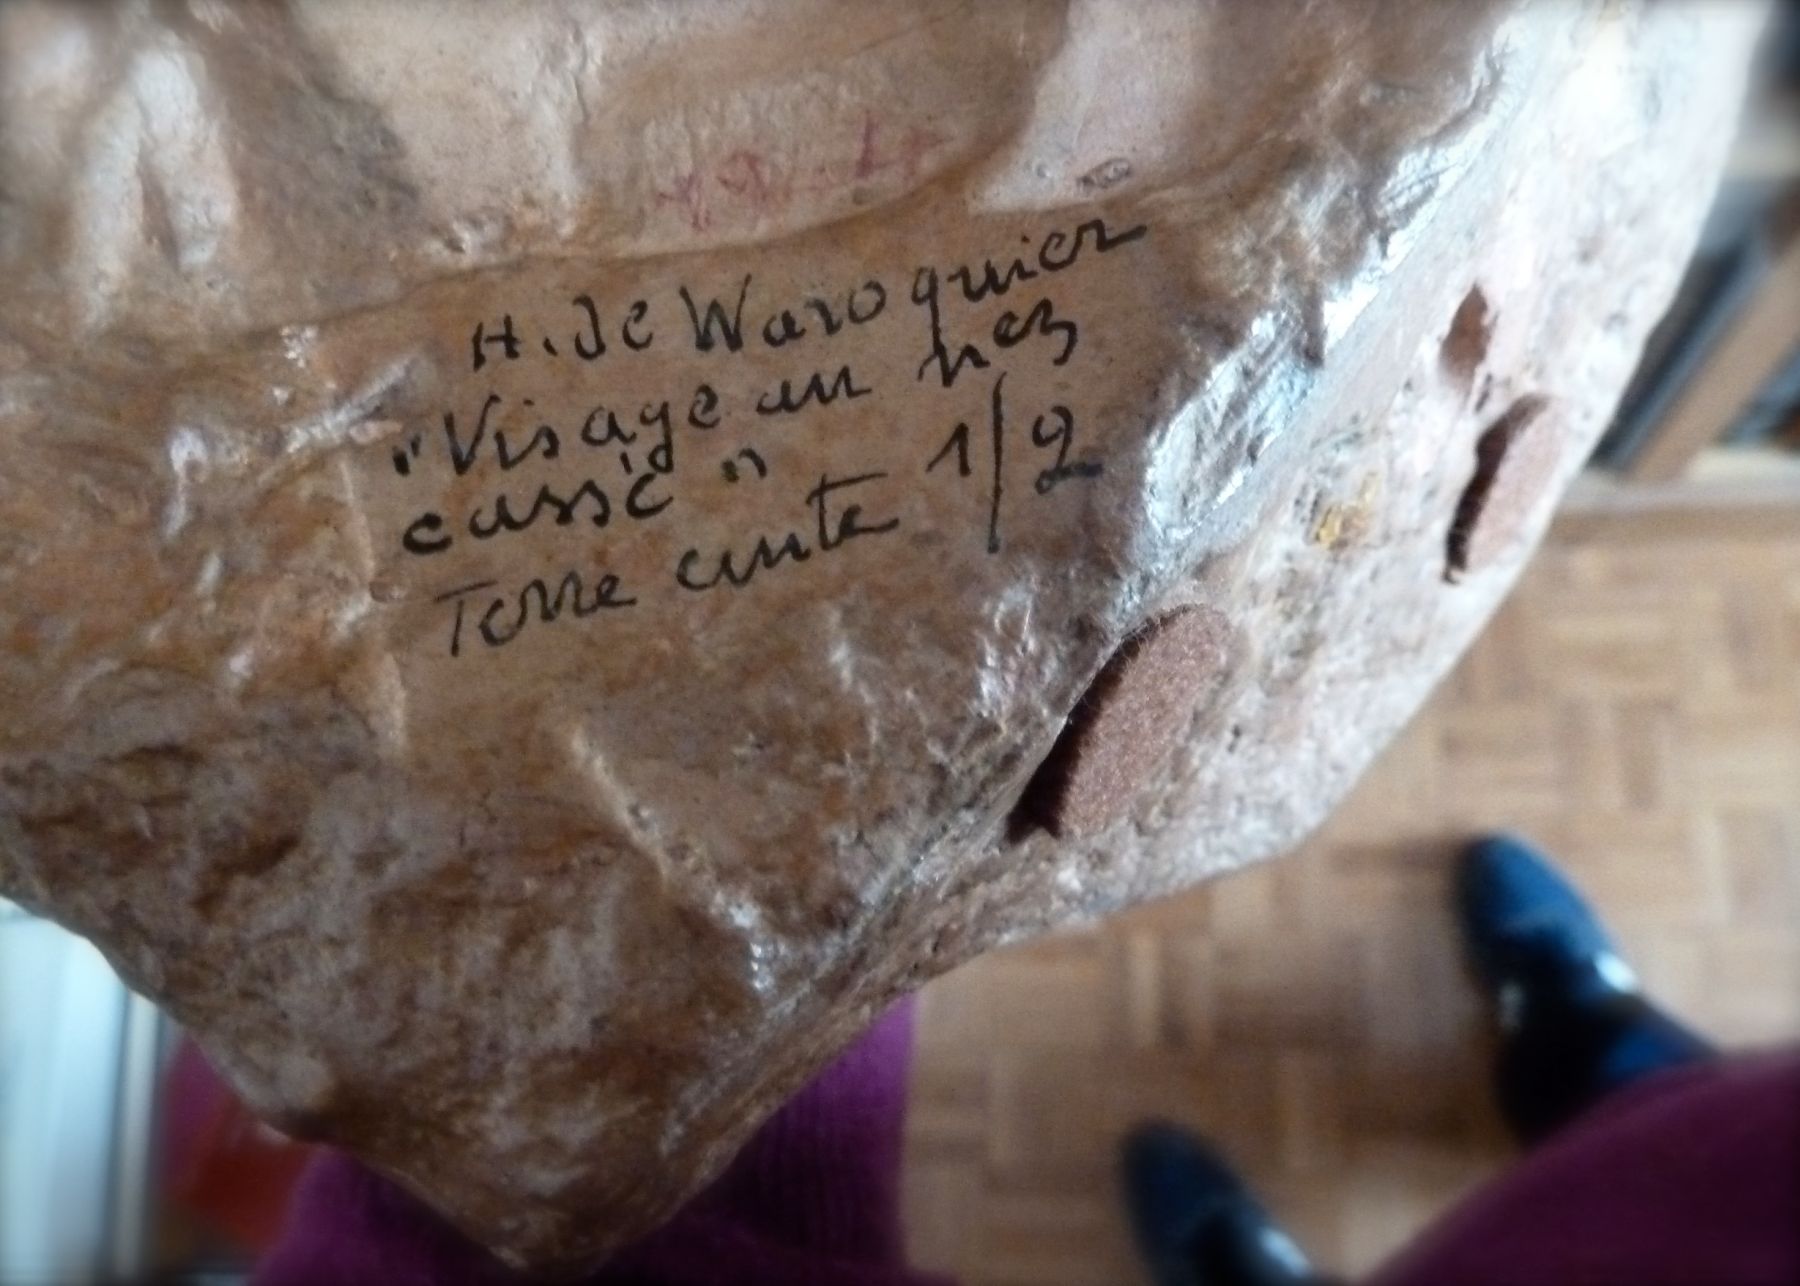 H. de Waroquier
"Visage au nez
cassé"
Terre cuite 1/2